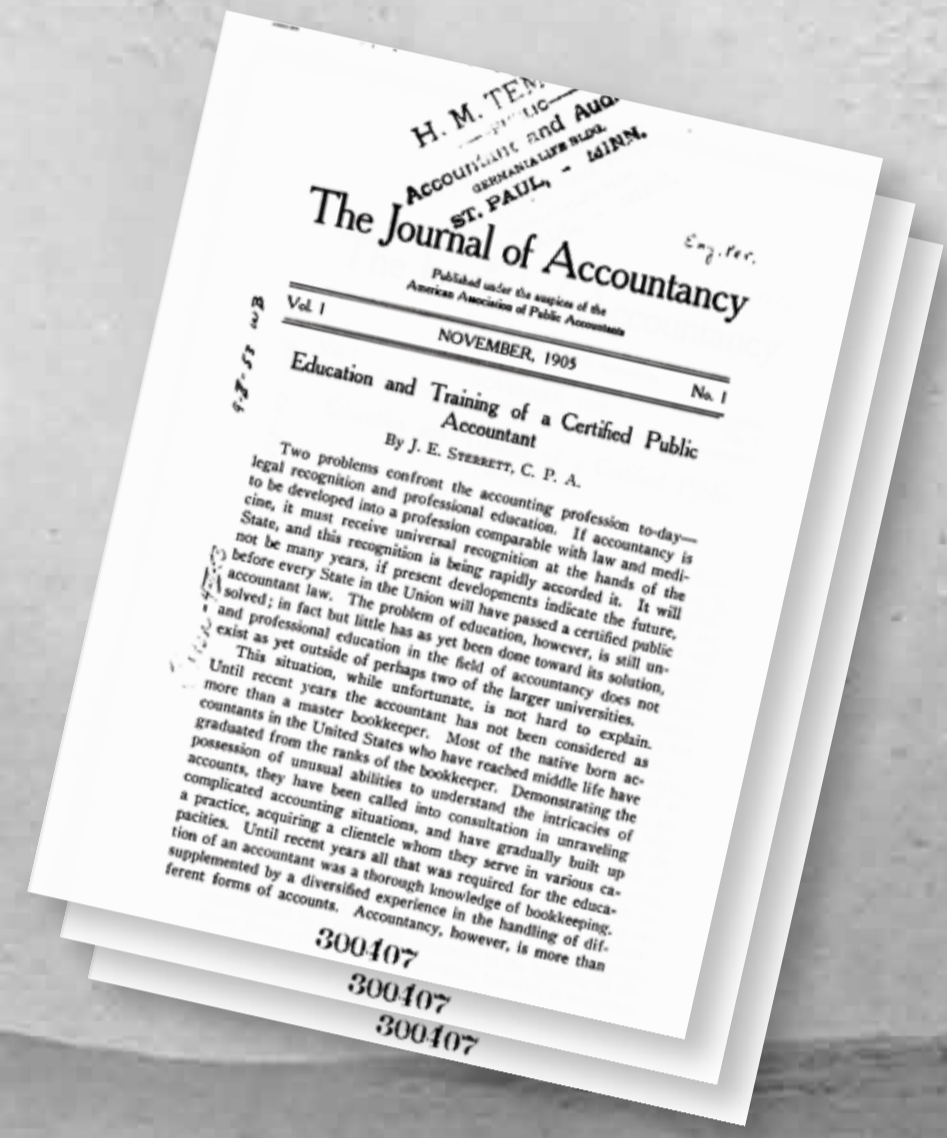 H. M. TEM
Accountant and Aud
GERMANIA LIFE BLDG.
ST. PAUL, - MINN.
The Journal of Accountancy
Eng. rer.
Published under the auspices of the
American Association of Public Accountants
Vol. 1 NOVEMBER, 1905 No. 1
Education and Training of a Certified Public
Accountant
By J. E. STERRETT, C. P. A.
Two problems confront the accounting profession to-day—
legal recognition and professional education. If accountancy is
to be developed into a profession comparable with law and medi-
cine, it must receive universal recognition at the hands of the
State, and this recognition is being rapidly accorded it. It will
not be many years, if present developments indicate the future,
before every State in the Union will have passed a certified public
accountant law. The problem of education, however, is still un-
solved; in fact but little has as yet been done toward its solution,
and professional education in the field of accountancy does not
exist as yet outside of perhaps two of the larger universities.
This situation, while unfortunate, is not hard to explain.
Until recent years the accountant has not been considered as
more than a master bookkeeper. Most of the native born ac-
countants in the United States who have reached middle life have
graduated from the ranks of the bookkeeper. Demonstrating the
possession of unusual abilities to understand the intricacies of
accounts, they have been called into consultation in unraveling
complicated accounting situations, and have gradually built up
a practice, acquiring a clientele whom they serve in various ca-
pacities. Until recent years all that was required for the educa-
tion of an accountant was a thorough knowledge of bookkeeping.
supplemented by a diversified experience in the handling of dif-
ferent forms of accounts. Accountancy, however, is more than
300407
300407
300407